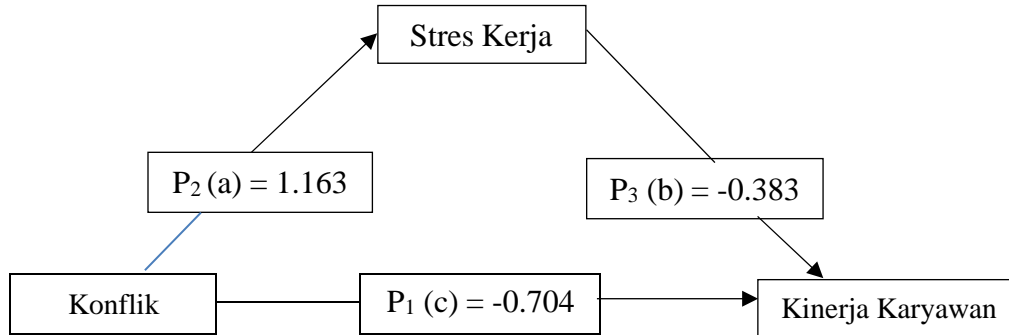 Stres Kerja
P₂ (a) = 1.163
P₃ (b) = -0.383
Konflik
P₁ (c) = -0.704
Kinerja Karyawan